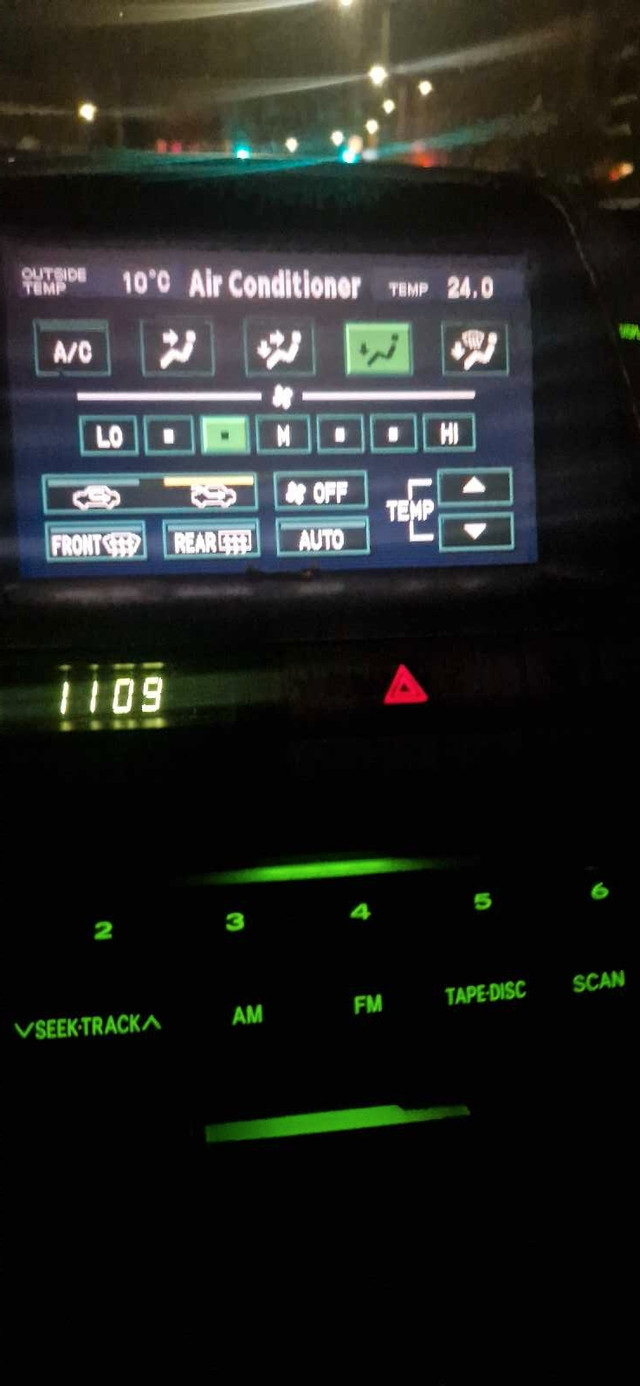 OUTSIDE TEMP 10°C Air Conditioner TEMP 24.0
A/C
LO M HI
OFF
TEMP
FRONT REAR AUTO
1109
2 3 4 5 6
SEEK·TRACK AM FM TAPE·DISC SCAN